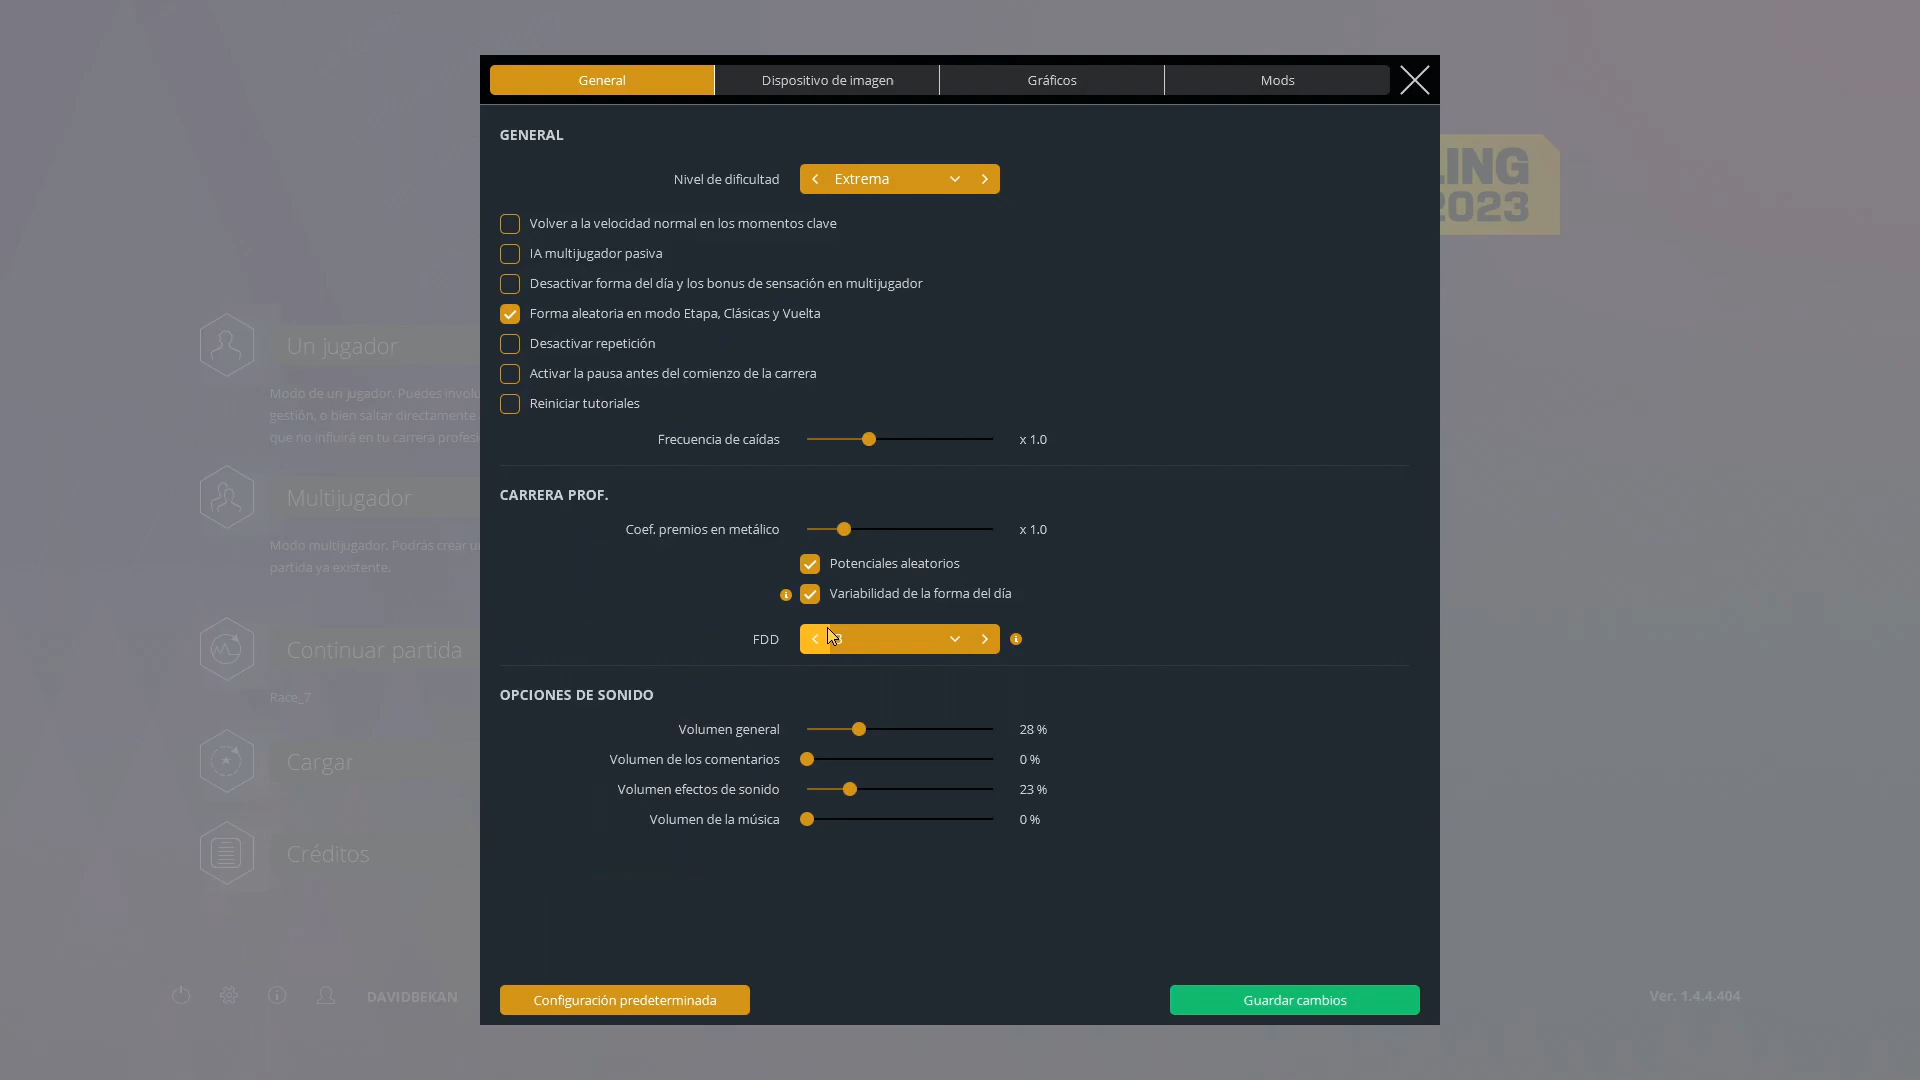 General
Dispositivo de imagen
Gráficos
Mods
GENERAL
LING
2023
Nivel de dificultad
Extrema
Volver a la velocidad normal en los momentos clave
IA multijugador pasiva
Desactivar forma del día y los bonus de sensación en multijugador
Forma aleatoria en modo Etapa, Clásicas y Vuelta
Desactivar repetición
Activar la pausa antes del comienzo de la carrera
Reiniciar tutoriales
Frecuencia de caídas
x 1.0
CARRERA PROF.
Coef. premios en metálico
x 1.0
Potenciales aleatorios
Variabilidad de la forma del día
FDD
3
OPCIONES DE SONIDO
Volumen general
28 %
Volumen de los comentarios
0 %
Volumen efectos de sonido
23 %
Volumen de la música
0 %
Configuración predeterminada
Guardar cambios
Un jugador
Modo de un jugador. Puedes
gestión, o bien saltar directamente
que no influirá en tu carrera
Multijugador
Modo multijugador. Podrás crear
partida ya existente.
Continuar partida
Race_7
Cargar
Créditos
DAVIDBEKAN
Ver. 1.4.4.404